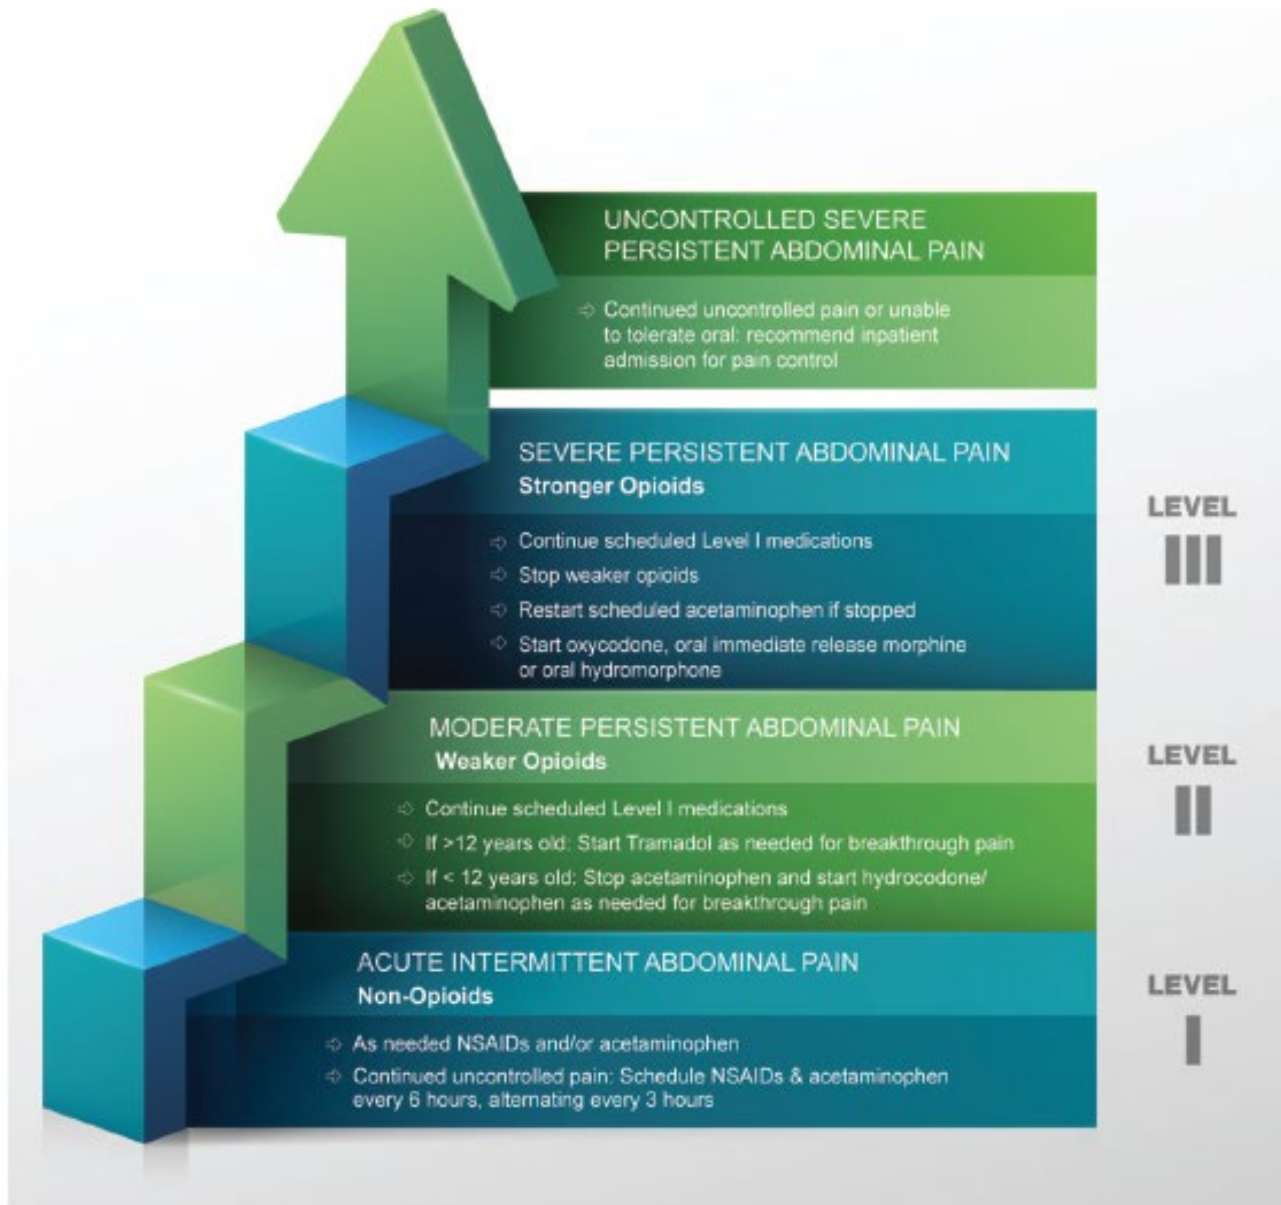 UNCONTROLLED SEVERE
PERSISTENT ABDOMINAL PAIN
⇨ Continued uncontrolled pain or unable
to tolerate oral: recommend inpatient
admission for pain control
SEVERE PERSISTENT ABDOMINAL PAIN
Stronger Opioids
⇨ Continue scheduled Level I medications
⇨ Stop weaker opioids
⇨ Restart scheduled acetaminophen if stopped
⇨ Start oxycodone, oral immediate release morphine
or oral hydromorphone
LEVEL
III
MODERATE PERSISTENT ABDOMINAL PAIN
Weaker Opioids
⇨ Continue scheduled Level I medications
⇨ If >12 years old: Start Tramadol as needed for breakthrough pain
⇨ If < 12 years old: Stop acetaminophen and start hydrocodone/
acetaminophen as needed for breakthrough pain
LEVEL
II
ACUTE INTERMITTENT ABDOMINAL PAIN
Non-Opioids
⇨ As needed NSAIDs and/or acetaminophen
⇨ Continued uncontrolled pain: Schedule NSAIDs & acetaminophen
every 6 hours, alternating every 3 hours
LEVEL
I